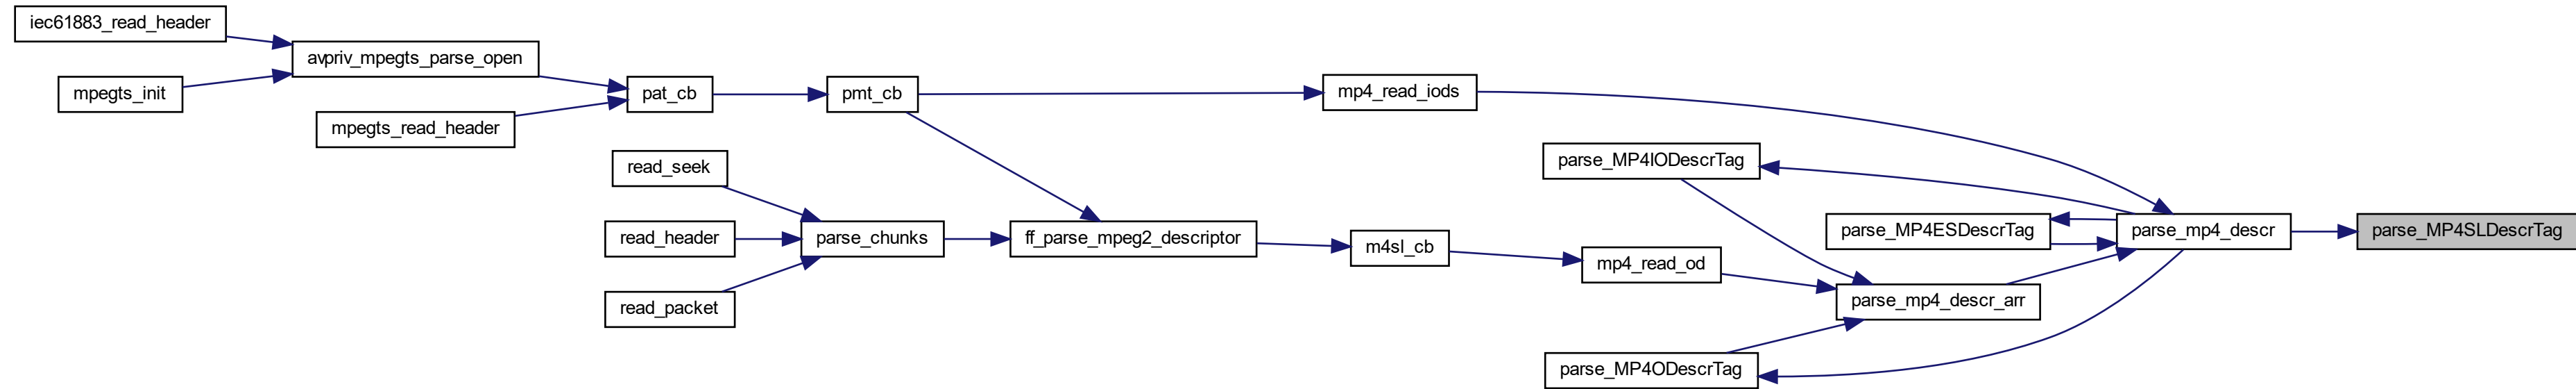 iec61883_read_header
avpriv_mpegts_parse_open
mpegts_init
pat_cb
pmt_cb
mp4_read_iods
mpegts_read_header
read_seek
parse_MP4IODescrTag
read_header
parse_chunks
ff_parse_mpeg2_descriptor
m4sl_cb
parse_MP4ESDescrTag
parse_mp4_descr
parse_MP4SLDescrTag
mp4_read_od
read_packet
parse_mp4_descr_arr
parse_MP4ODescrTag